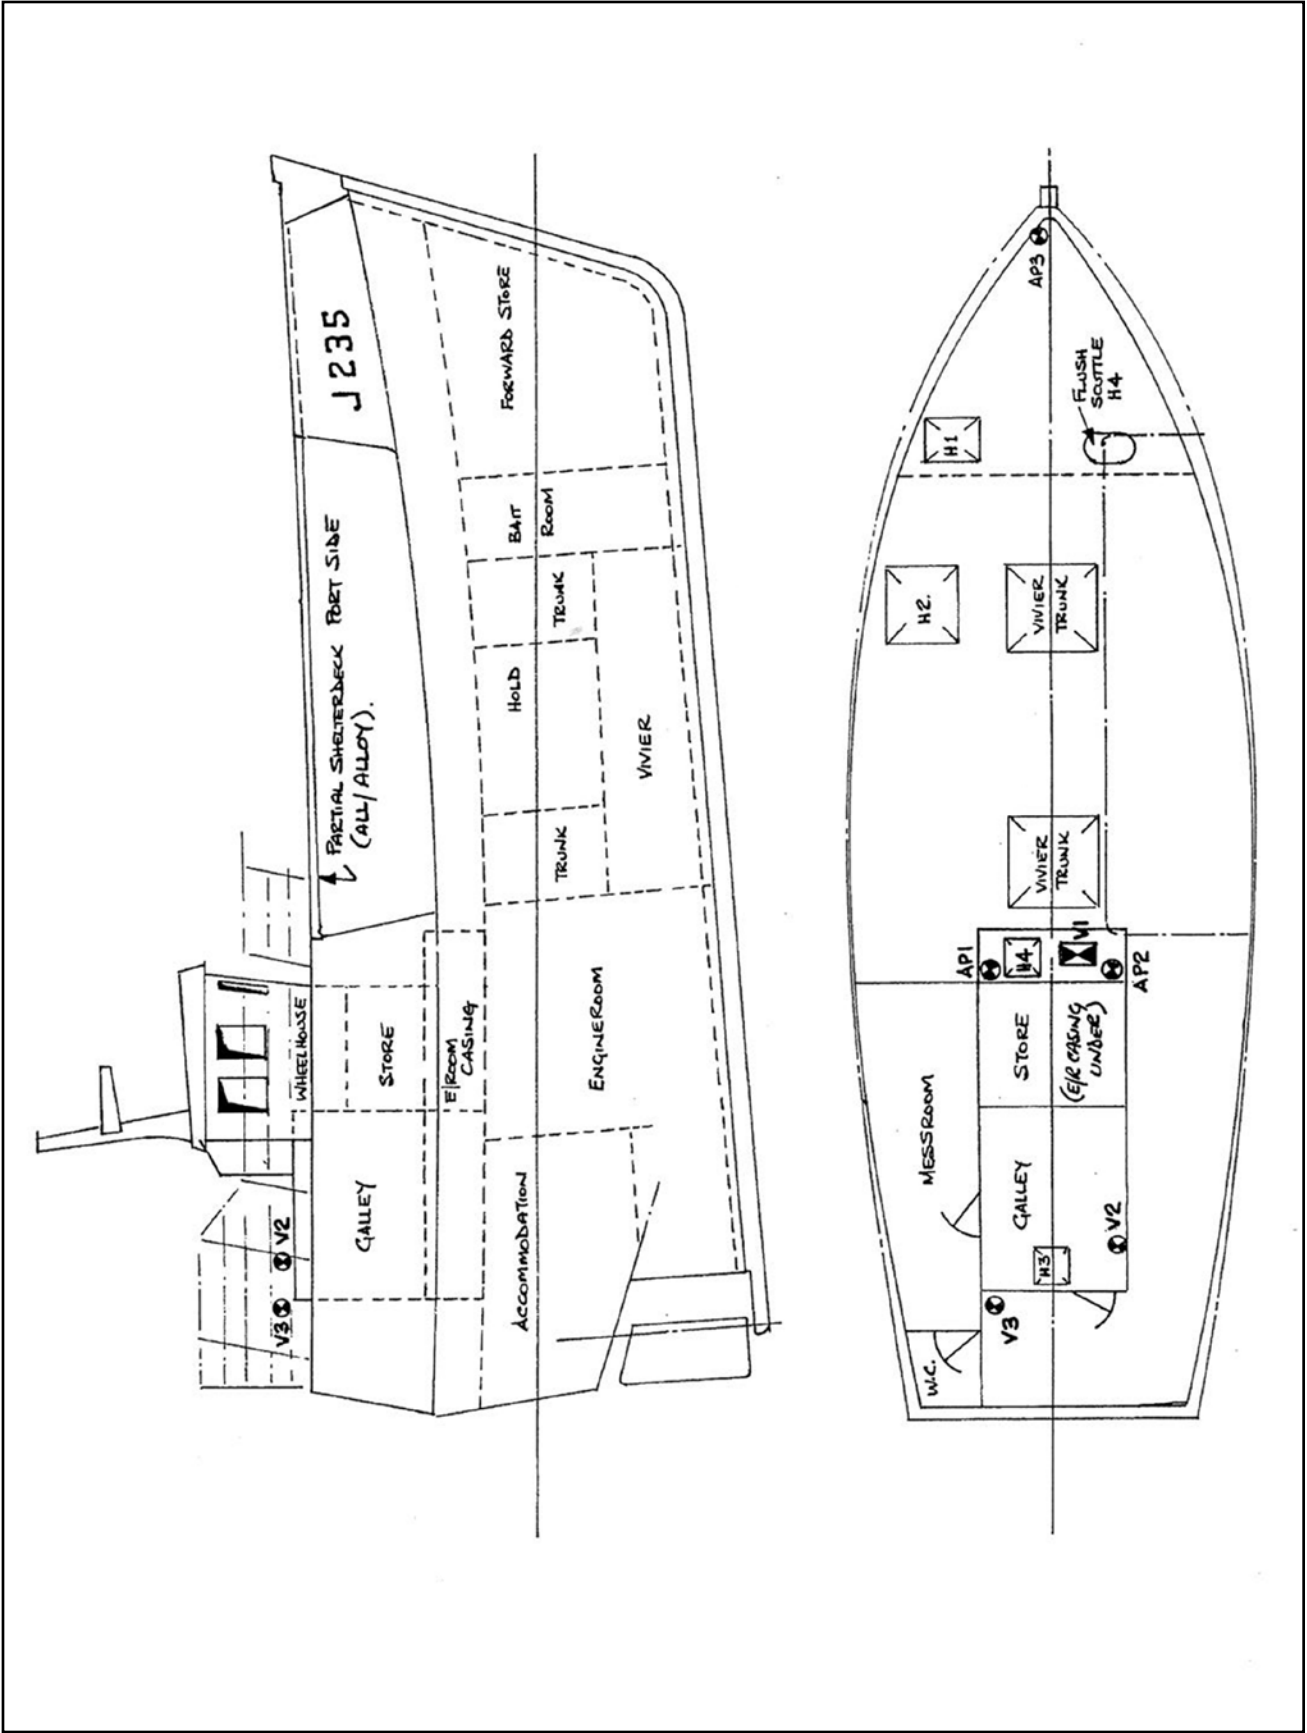 J235
PARTIAL SHELTERDECK PORT SIDE
(ALL/ALLOY).
WHEELHOUSE
STORE
GALLEY
E/ROOM
CASING
V2
V3
FORWARD STORE
BAIT
ROOM
TRUNK
HOLD
TRUNK
VIVIER
ENGINEROOM
ACCOMMODATION
AP3
FLUSH
SCUTTLE
H4
H1
H2.
VIVIER
TRUNK
VIVIER
TRUNK
AP1
H4
V1
AP2
MESSROOM
STORE
(E/R CASING
UNDER)
GALLEY
V2
H3
V3
W.C.